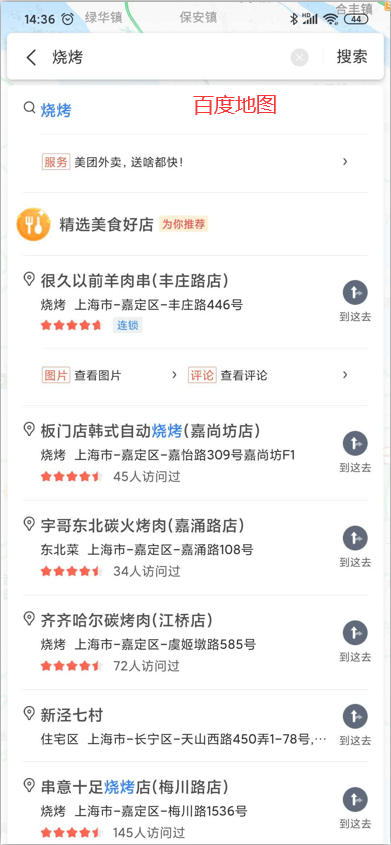 绿华镇
保安镇
合丰镇
14:36
HD
44
烧烤
搜索
烧烤
百度地图
服务 美团外卖，送啥都快!
精选美食好店 为你推荐
很久以前羊肉串(丰庄路店)
烧烤 上海市-嘉定区-丰庄路446号
连锁
到这去
图片 查看图片
评论 查看评论
板门店韩式自动烧烤(嘉尚坊店)
烧烤 上海市-嘉定区-嘉怡路309号嘉尚坊F1
45人访问过
到这去
宇哥东北碳火烤肉(嘉涌路店)
东北菜 上海市-嘉定区-嘉涌路108号
34人访问过
到这去
齐齐哈尔碳烤肉(江桥店)
烧烤 上海市-嘉定区-虞姬墩路585号
72人访问过
到这去
新泾七村
住宅区 上海市-长宁区-天山西路450弄1-78号,…
到这去
串意十足烧烤店(梅川路店)
烧烤 上海市-嘉定区-梅川路1536号
145人访问过
到这去